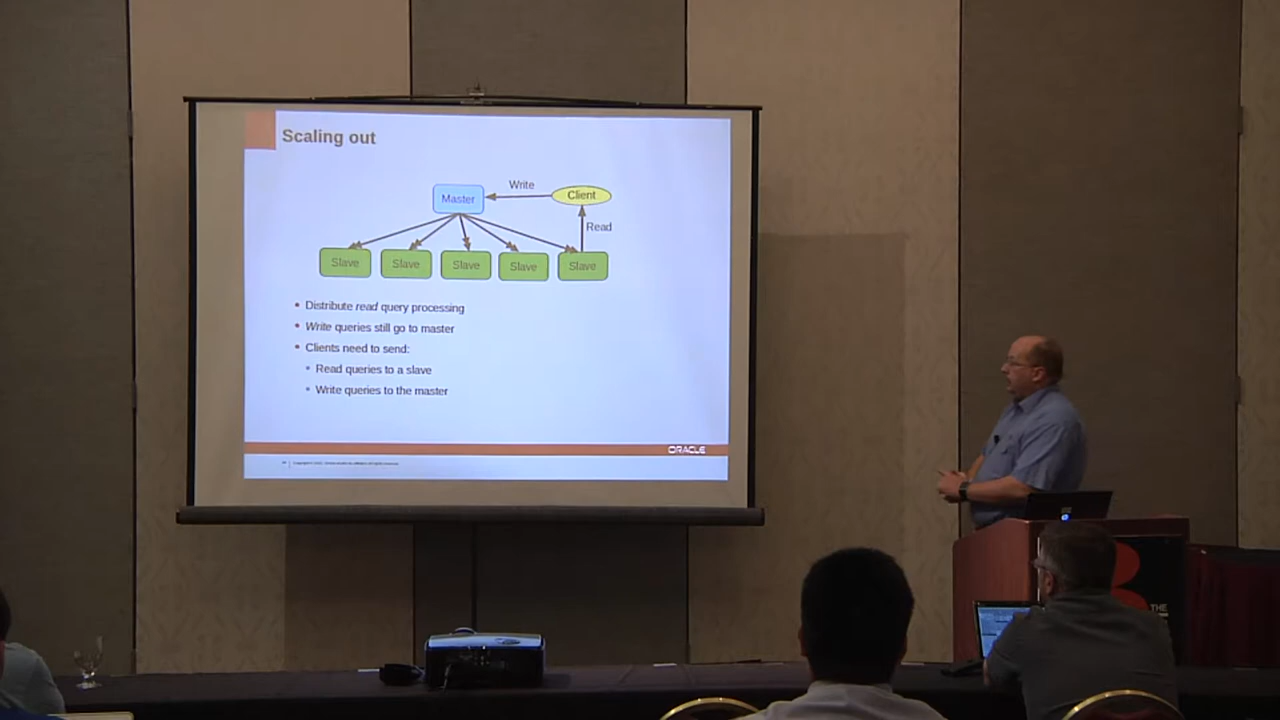 Scaling out
Write
Master
Client
Read
Slave
Slave
Slave
Slave
Slave
Distribute read query processing
Write queries still go to master
Clients need to send:
Read queries to a slave
Write queries to the master
ORACLE
THE